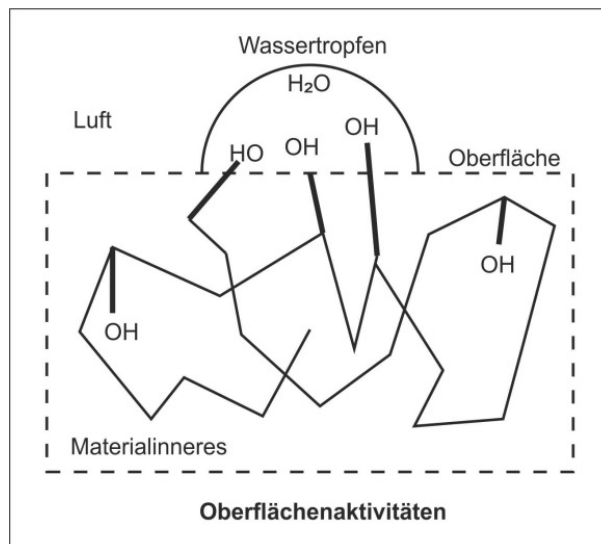 Wassertropfen
H₂O
Luft
OH
HO
OH
Oberfläche
OH
OH
Materialinneres
Oberflächenaktivitäten